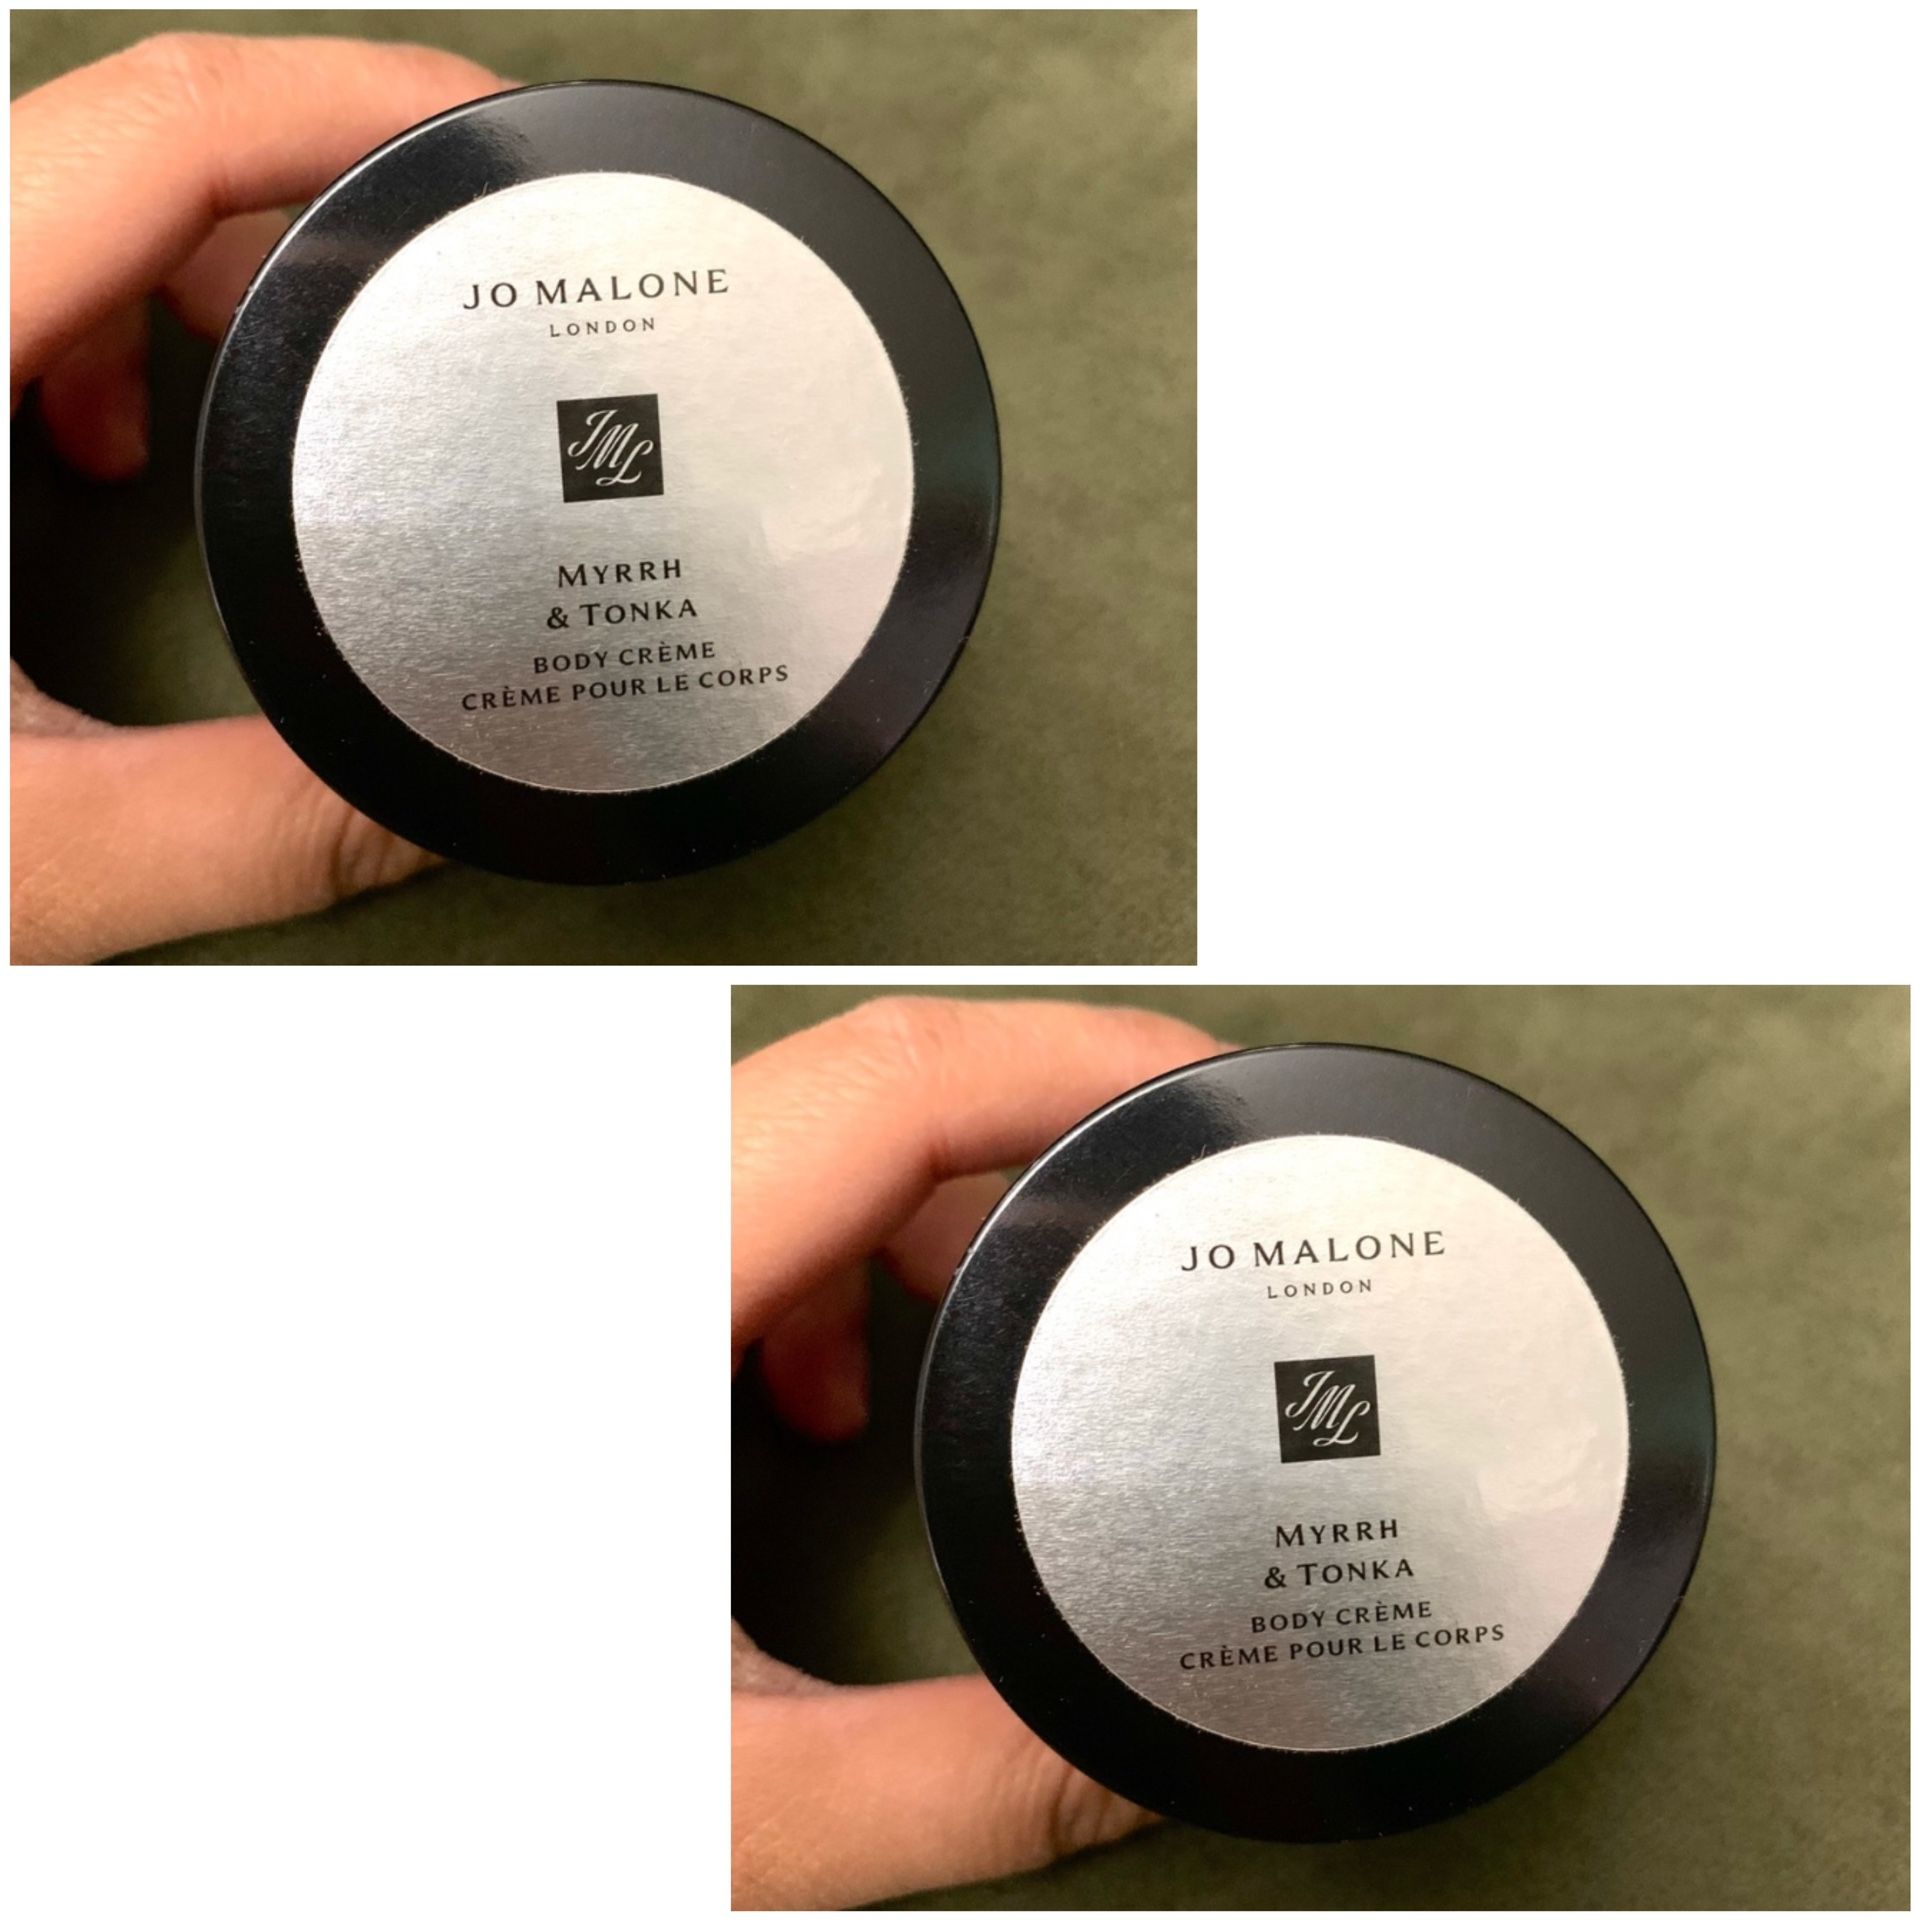 JO MALONE
LONDON
JML
MYRRH
& TONKA
BODY CRÈME
CRÈME POUR LE CORPS
JO MALONE
LONDON
JML
MYRRH
& TONKA
BODY CRÈME
CRÈME POUR LE CORPS